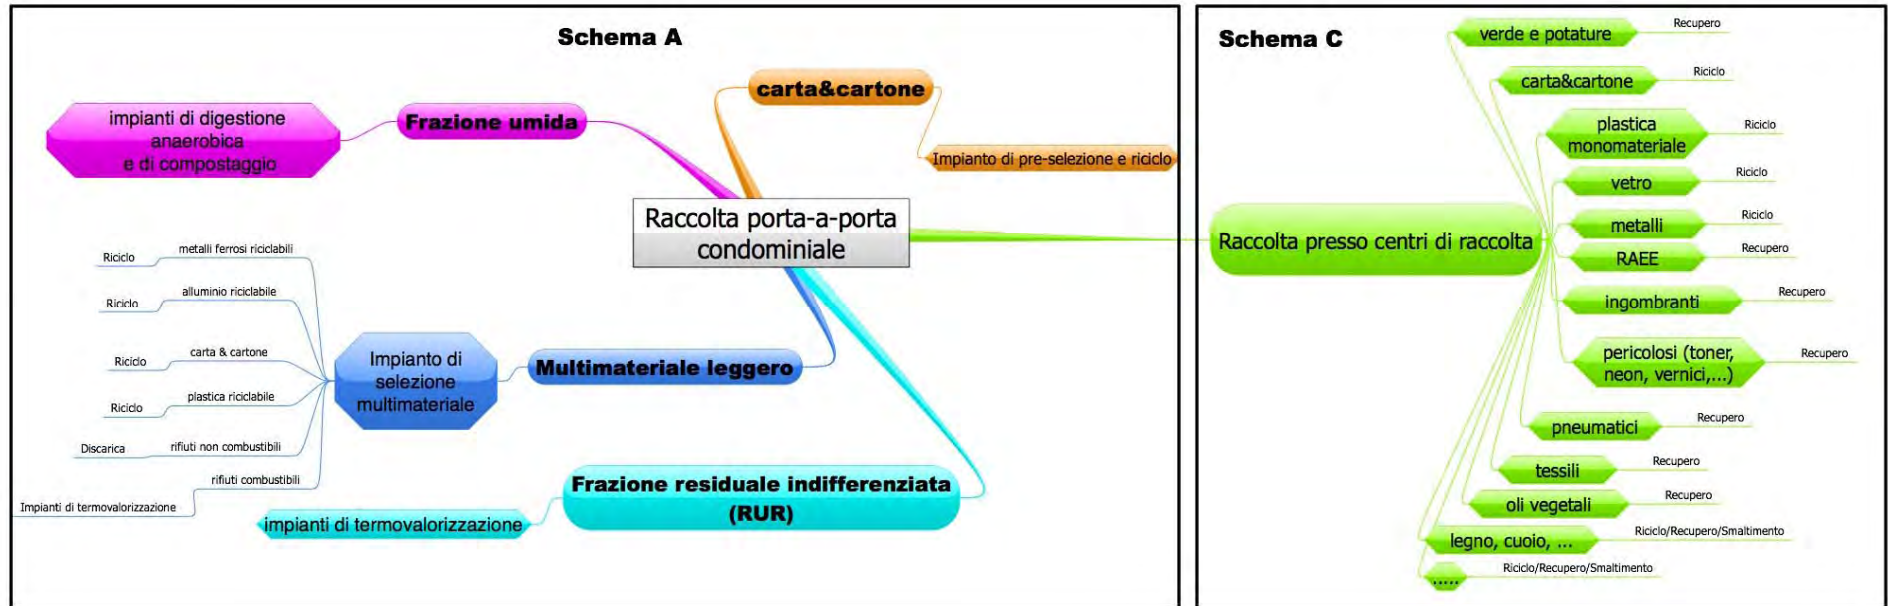 Schema A
carta&cartone
Impianto di pre-selezione e riciclo
Frazione umida
impianti di digestione
anaerobica
e di compostaggio
Raccolta porta-a-porta
condominiale
Multimateriale leggero
Impianto di
selezione
multimateriale
metalli ferrosi riciclabili
Riciclo
alluminio riciclabile
Riciclo
carta & cartone
Riciclo
plastica riciclabile
Riciclo
rifiuti non combustibili
Discarica
rifiuti combustibili
Impianti di termovalorizzazione
Frazione residuale indifferenziata
(RUR)
impianti di termovalorizzazione
Schema C
Raccolta presso centri di raccolta
verde e potature
Recupero
carta&cartone
Riciclo
plastica
monomateriale
Riciclo
vetro
Riciclo
metalli
Riciclo
RAEE
Recupero
ingombranti
Recupero
pericolosi (toner,
neon, vernici,...)
Recupero
pneumatici
Recupero
tessili
Recupero
oli vegetali
Recupero
legno, cuoio, ...
Riciclo/Recupero/Smaltimento
.....
Riciclo/Recupero/Smaltimento